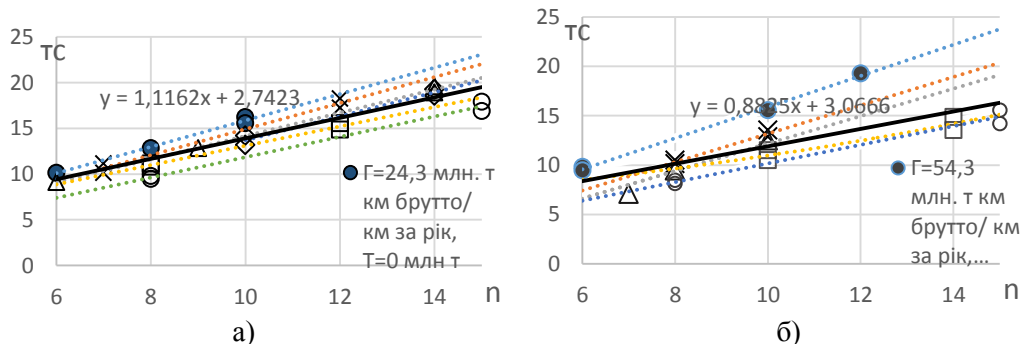 тс
25
20
15
10
5
0
y = 1,1162x + 2,7423
Г=24,3 млн. т
км брутто/
км за рік,
Т=0 млн т
6 8 10 12 14 n
а)
тс
25
20
15
10
5
0
y = 0,8825x + 3,0666
Г=54,3
млн. т км
брутто/ км
за рік,...
6 8 10 12 14 n
б)